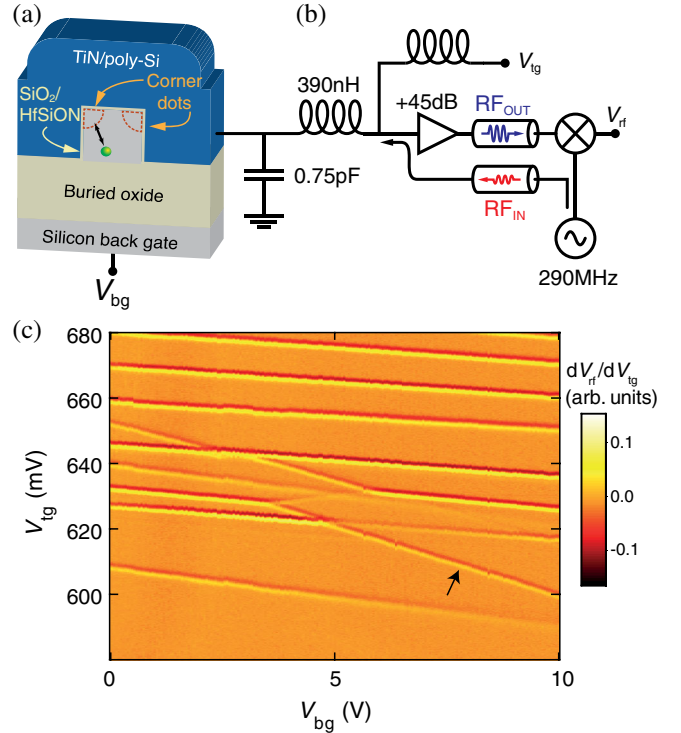 (a)
TiN/poly-Si
SiO2/
HfSiON
Corner
dots
Buried oxide
Silicon back gate
Vbg
(b)
390nH
0.75pF
Vtg
+45dB
RFOUT
Vrf
RFIN
290MHz
(c)
680
660
640
620
600
Vtg (mV)
0
5
10
Vbg (V)
dVrf/dVtg
(arb. units)
0.1
0.0
-0.1